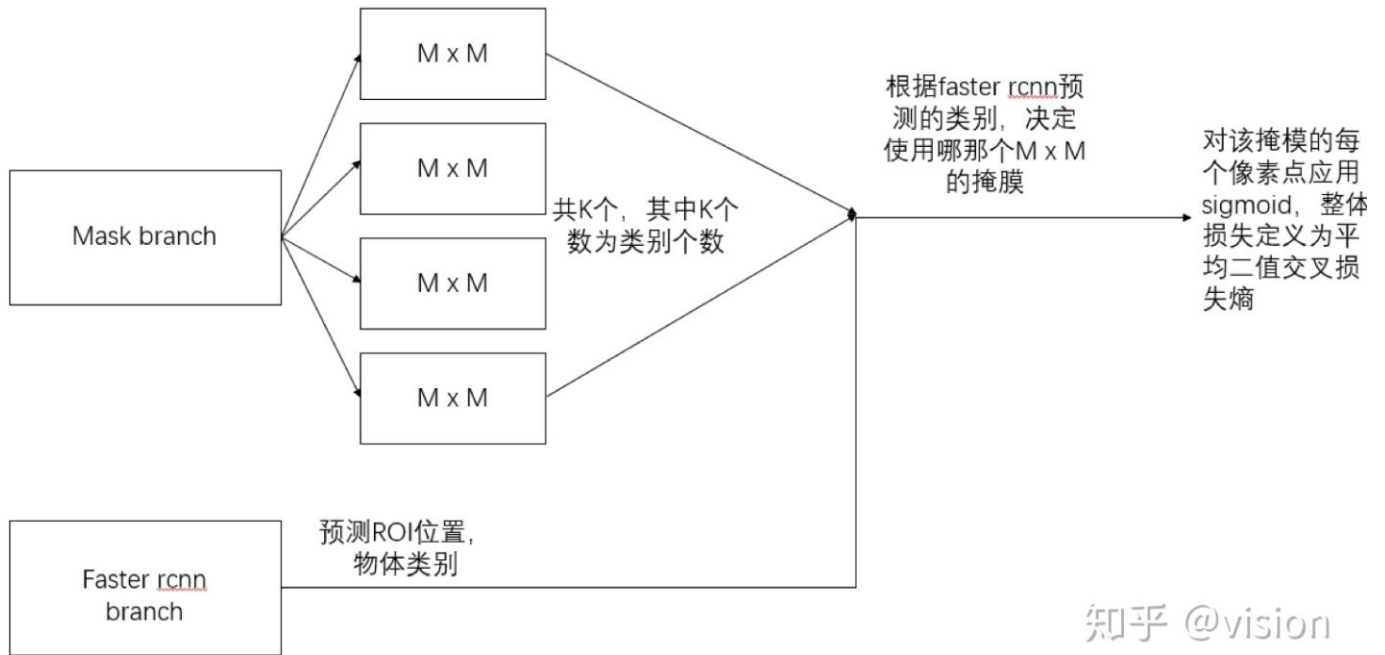 M x M
M x M
M x M
M x M
Mask branch
共K个，其中K个
数为类别个数
根据faster rcnn预
测的类别，决定
使用哪那个M x M
的掩膜
对该掩模的每
个像素点应用
sigmoid，整体
损失定义为平
均二值交叉损
失熵
预测ROI位置，
物体类别
Faster rcnn
branch
知乎 @vision